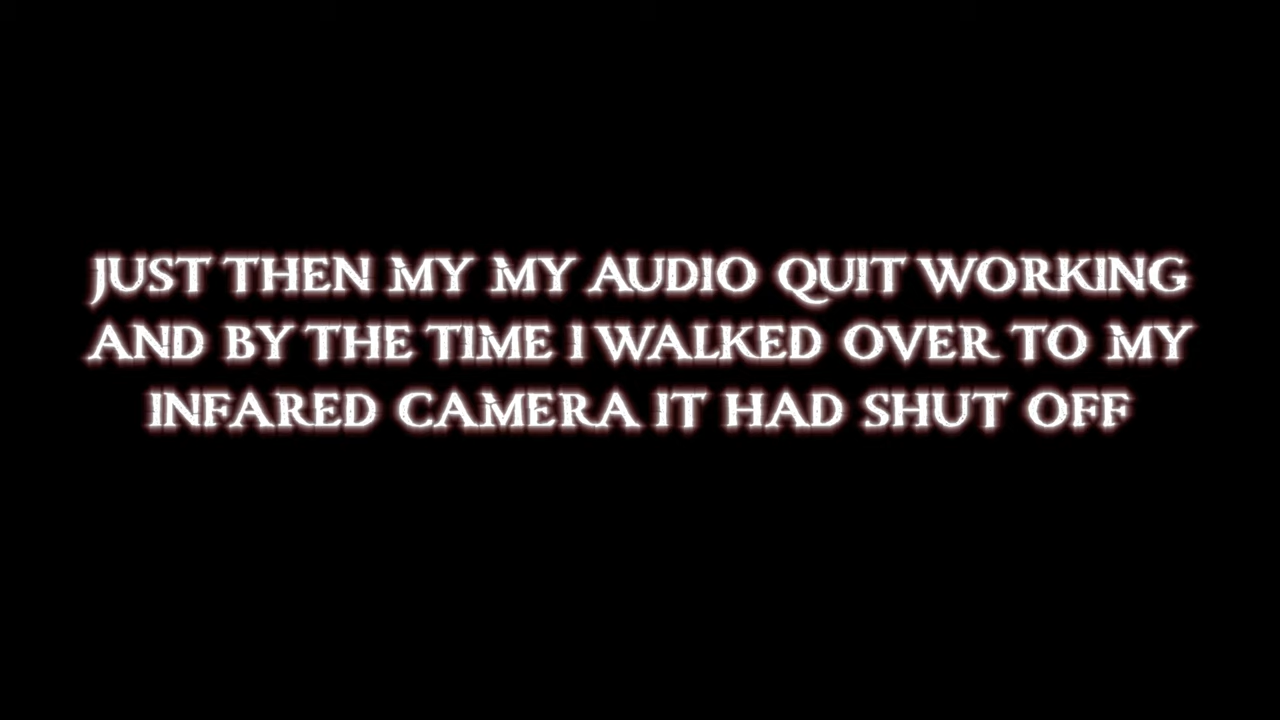 JUST THEN MY MY AUDIO QUIT WORKING
AND BY THE TIME I WALKED OVER TO MY
INFARED CAMERA IT HAD SHUT OFF